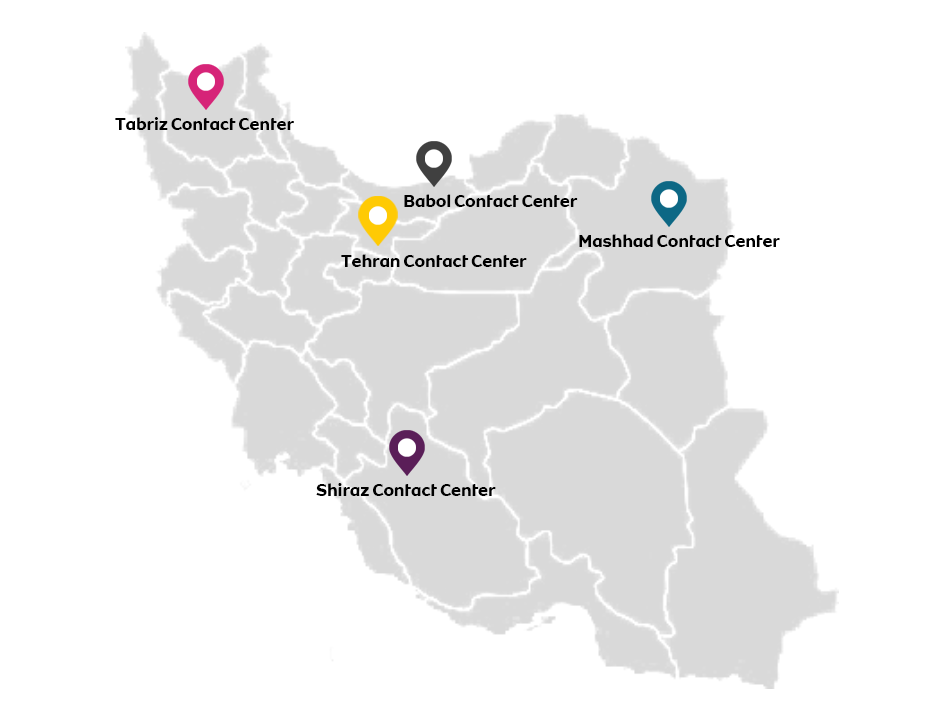 Tabriz Contact Center
Babol Contact Center
Mashhad Contact Center
Tehran Contact Center
Shiraz Contact Center